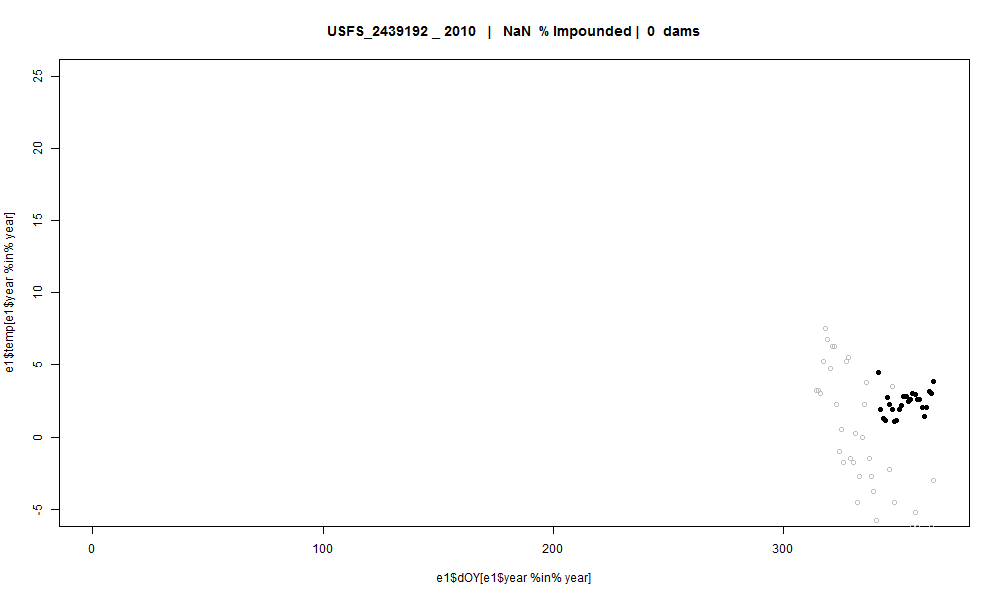 USFS_2439192 _ 2010 | NaN % Impounded | 0 dams
25
20
15
10
5
0
-5
e1$temp[e1$year %in% year]
0 100 200 300
e1$dOY[e1$year %in% year]